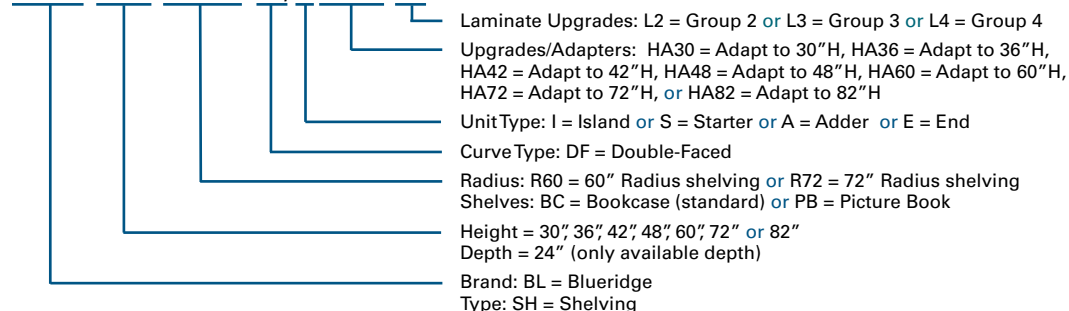 Laminate Upgrades: L2 = Group 2 or L3 = Group 3 or L4 = Group 4
Upgrades/Adapters: HA30 = Adapt to 30"H, HA36 = Adapt to 36"H,
HA42 = Adapt to 42"H, HA48 = Adapt to 48"H, HA60 = Adapt to 60"H,
HA72 = Adapt to 72"H, or HA82 = Adapt to 82"H
Unit Type: I = Island or S = Starter or A = Adder or E = End
Curve Type: DF = Double-Faced
Radius: R60 = 60" Radius shelving or R72 = 72" Radius shelving
Shelves: BC = Bookcase (standard) or PB = Picture Book
Height = 30", 36", 42", 48", 60", 72" or 82"
Depth = 24" (only available depth)
Brand: BL = Blueridge
Type: SH = Shelving